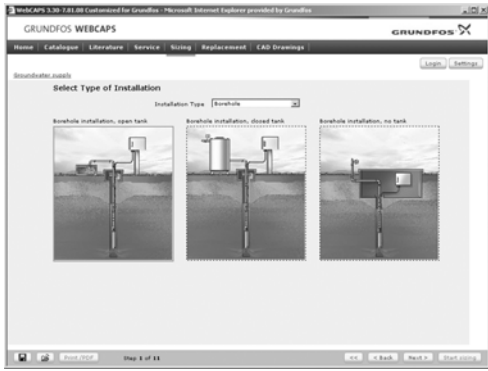 WebCAPS 3.30-7.81.08 Customized for Grundfos - Microsoft Internet Explorer provided by Grundfos
GRUNDFOS WEBCAPS
GRUNDFOS
Home Catalogue Literature Service Sizing Replacement CAD Drawings
Login Settings
Groundwater supply
Select Type of Installation
Installation Type Borehole
Borehole installation, open tank Borehole installation, closed tank Borehole installation, no tank
Print/PDF Step 1 of 11 << < Back Next > Start sizing